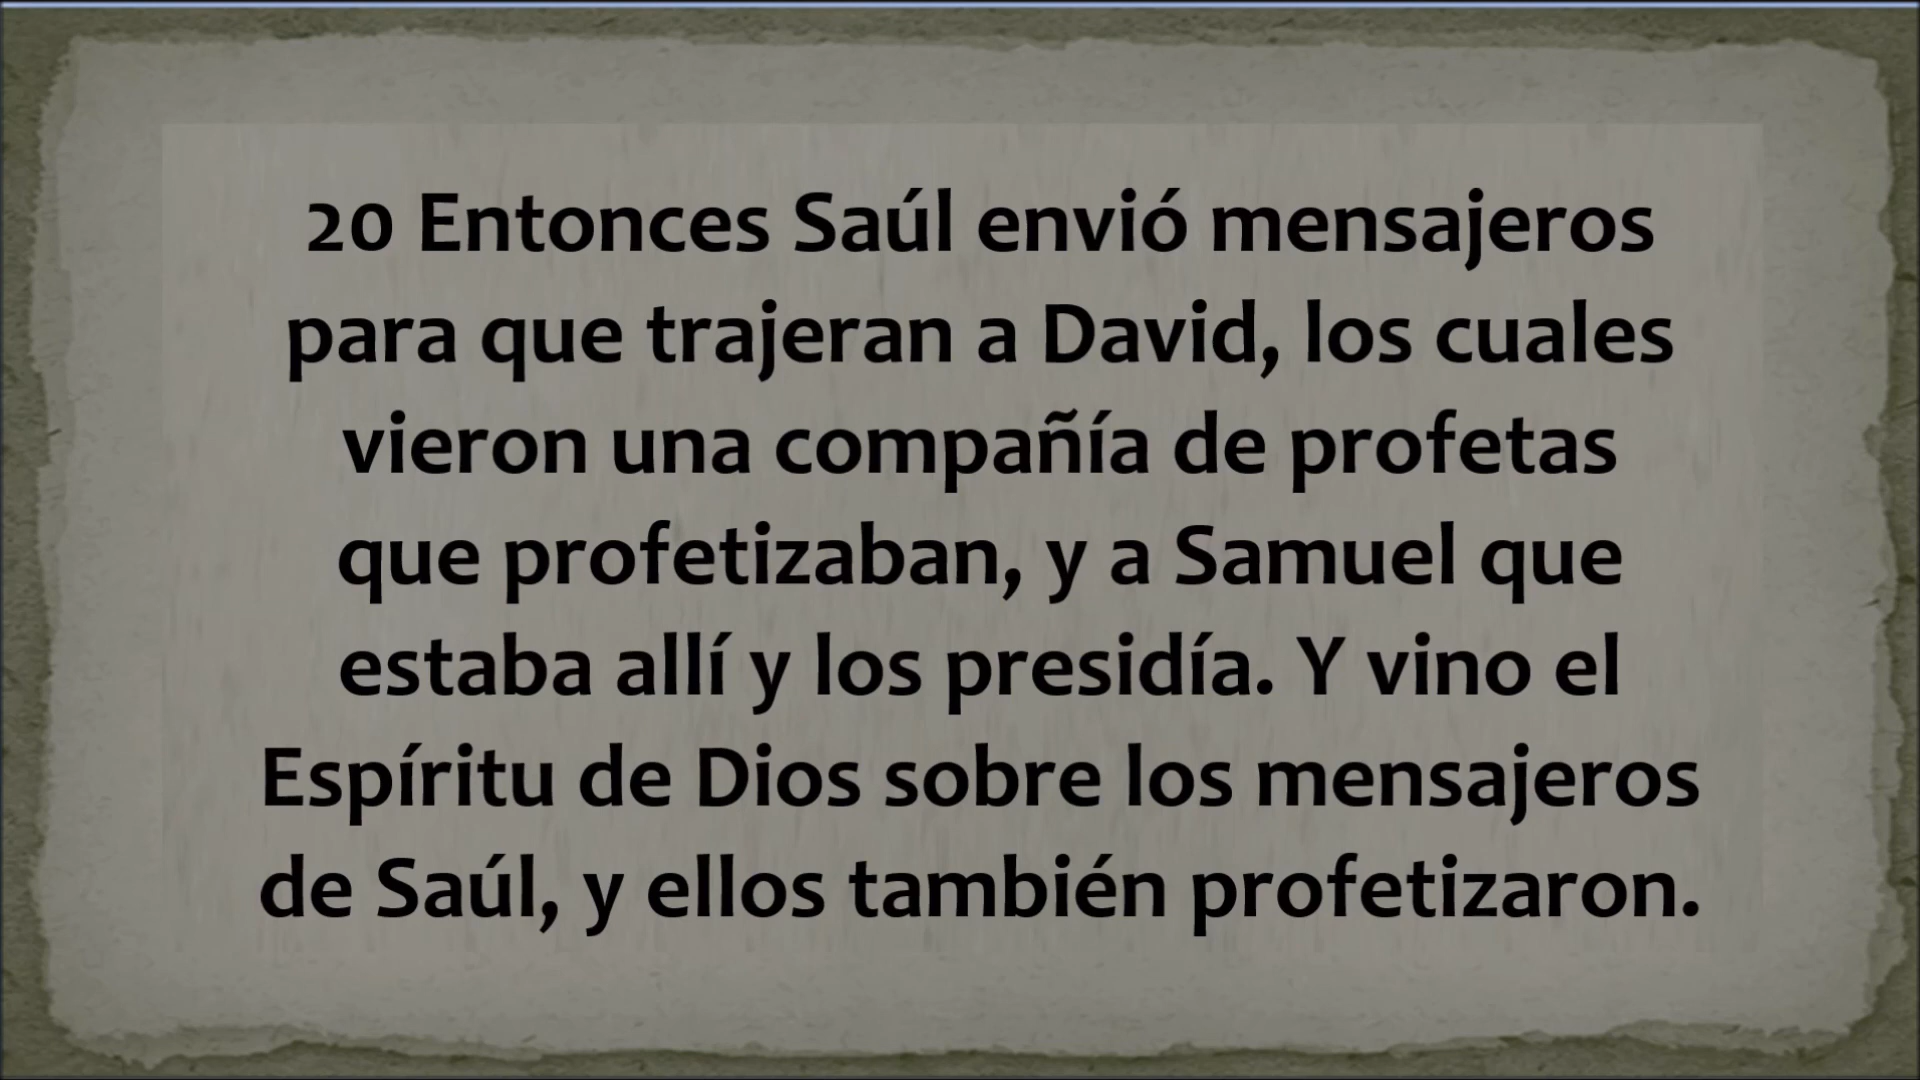 20 Entonces Saúl envió mensajeros
para que trajeran a David, los cuales
vieron una compañía de profetas
que profetizaban, y a Samuel que
estaba allí y los presidía. Y vino el
Espíritu de Dios sobre los mensajeros
de Saúl, y ellos también profetizaron.